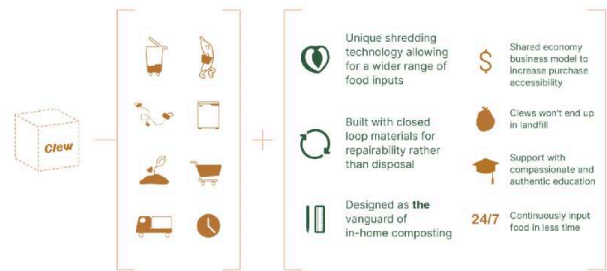 Clew
Unique shredding
technology allowing
for a wider range of
food inputs
Built with closed
loop materials for
repairability rather
than disposal
Designed as the
vanguard of
in-home composting
$
Shared economy
business model to
increase purchase
accessibility
Clews won't end up
in landfill
Support with
compassionate and
authentic education
24/7
Continuously input
food in less time